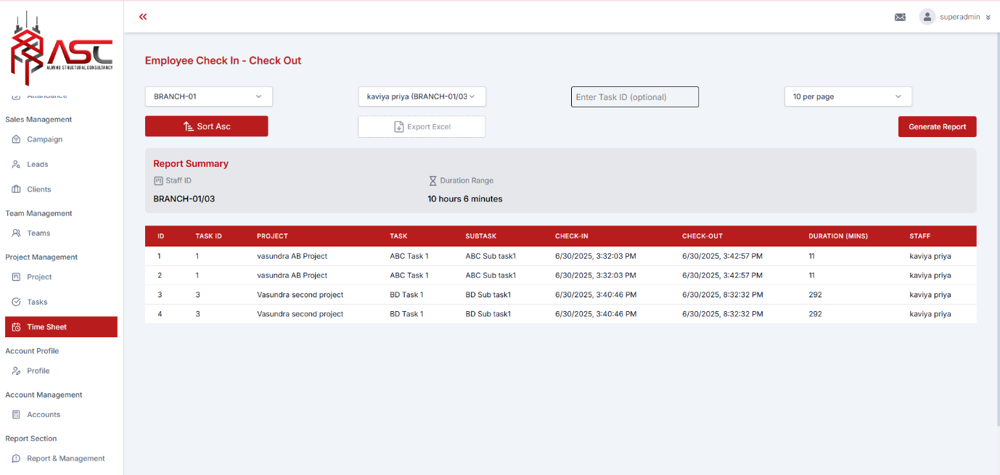 superadmin
ASC
ALMINO STRUCTURAL CONSULTANCY
Attendance
Sales Management
Campaign
Leads
Clients
Team Management
Teams
Project Management
Project
Tasks
Time Sheet
Account Profile
Profile
Account Management
Accounts
Report Section
Report & Management
Employee Check In - Check Out
BRANCH-01
kaviya priya (BRANCH-01/03
Enter Task ID (optional)
10 per page
Sort Asc
Export Excel
Generate Report
Report Summary
Staff ID
Duration Range
BRANCH-01/03
10 hours 6 minutes
ID TASK ID PROJECT TASK SUBTASK CHECK-IN CHECK-OUT DURATION (MINS) STAFF
1 1 vasundra AB Project ABC Task 1 ABC Sub task1 6/30/2025, 3:32:03 PM 6/30/2025, 3:42:57 PM 11 kaviya priya
2 1 vasundra AB Project ABC Task 1 ABC Sub task1 6/30/2025, 3:32:03 PM 6/30/2025, 3:42:57 PM 11 kaviya priya
3 3 Vasundra second project BD Task 1 BD Sub task1 6/30/2025, 3:40:46 PM 6/30/2025, 8:32:32 PM 292 kaviya priya
4 3 Vasundra second project BD Task 1 BD Sub task1 6/30/2025, 3:40:46 PM 6/30/2025, 8:32:32 PM 292 kaviya priya